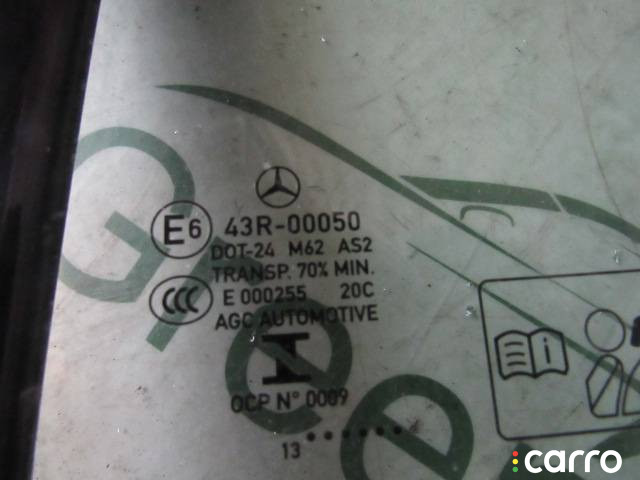 E6 43R-00050
DOT-24 M62 AS2
TRANSP. 70% MIN.
CCC E 000255 20C
AGC AUTOMOTIVE
OCP N° 0009
13 ••••••
Green
i
carro